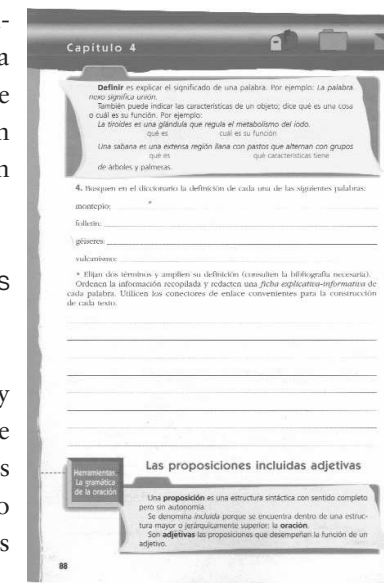 Capítulo 4
Definir es explicar el significado de una palabra. Por ejemplo: La palabra
nexo significa unión.
También puede indicar las características de un objeto; dice qué es una cosa
o cuál es su función. Por ejemplo:
La tiroides es una glándula que regula el metabolismo del iodo.
qué es cuál es su función
Una sabana es una extensa región llana con pastos que alternan con grupos
qué es qué características tiene
de árboles y palmeras.
4. Busquen en el diccionario la definición de cada una de las siguientes palabras:
montepío:
folletín:
géiseres:
vulcanismo:
• Elijan dos términos y amplíen su definición (consulten la bibliografía necesaria).
Ordenen la información recopilada y redacten una ficha explicativa-informativa de
cada palabra. Utilicen los conectores de enlace convenientes para la construcción
de cada texto.
Herramientas.
La gramática
de la oración
Las proposiciones incluidas adjetivas
Una proposición es una estructura sintáctica con sentido completo
pero sin autonomía.
Se denomina incluida porque se encuentra dentro de una estruc-
tura mayor o jerárquicamente superior: la oración.
Son adjetivas las proposiciones que desempeñan la función de un
adjetivo.
88